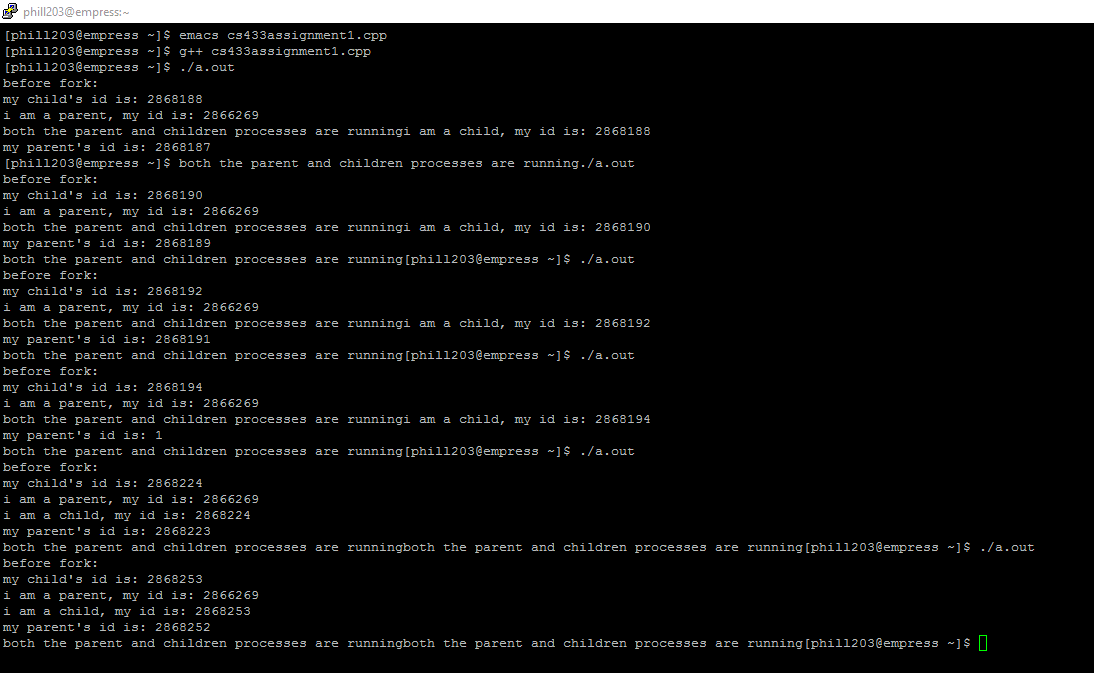 phill203@empress:~
[phill203@empress ~]$ emacs cs433assignment1.cpp
[phill203@empress ~]$ g++ cs433assignment1.cpp
[phill203@empress ~]$ ./a.out
before fork:
my child's id is: 2868188
i am a parent, my id is: 2866269
both the parent and children processes are runningi am a child, my id is: 2868188
my parent's id is: 2868187
[phill203@empress ~]$ both the parent and children processes are running./a.out
before fork:
my child's id is: 2868190
i am a parent, my id is: 2866269
both the parent and children processes are runningi am a child, my id is: 2868190
my parent's id is: 2868189
both the parent and children processes are running[phill203@empress ~]$ ./a.out
before fork:
my child's id is: 2868192
i am a parent, my id is: 2866269
both the parent and children processes are runningi am a child, my id is: 2868192
my parent's id is: 2868191
both the parent and children processes are running[phill203@empress ~]$ ./a.out
before fork:
my child's id is: 2868194
i am a parent, my id is: 2866269
both the parent and children processes are runningi am a child, my id is: 2868194
my parent's id is: 1
both the parent and children processes are running[phill203@empress ~]$ ./a.out
before fork:
my child's id is: 2868224
i am a parent, my id is: 2866269
i am a child, my id is: 2868224
my parent's id is: 2868223
both the parent and children processes are runningboth the parent and children processes are running[phill203@empress ~]$ ./a.out
before fork:
my child's id is: 2868253
i am a parent, my id is: 2866269
i am a child, my id is: 2868253
my parent's id is: 2868252
both the parent and children processes are runningboth the parent and children processes are running[phill203@empress ~]$